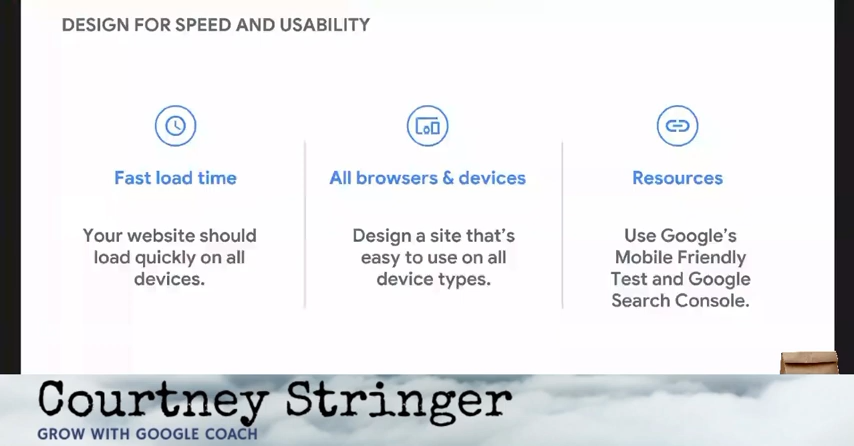 DESIGN FOR SPEED AND USABILITY
Fast load time
Your website should
load quickly on all
devices.
All browsers & devices
Design a site that's
easy to use on all
device types.
Resources
Use Google's
Mobile Friendly
Test and Google
Search Console.
Courtney Stringer
GROW WITH GOOGLE COACH